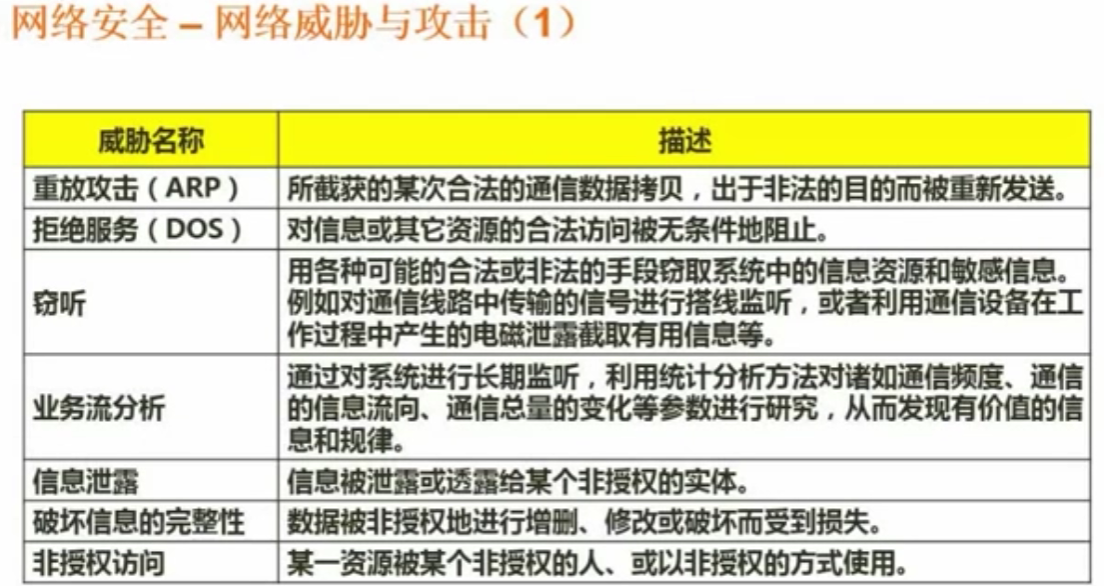 网络安全 – 网络威胁与攻击（1）
威胁名称 描述
重放攻击（ARP） 所截获的某次合法的通信数据拷贝，出于非法的目的而被重新发送。
拒绝服务（DOS） 对信息或其它资源的合法访问被无条件地阻止。
窃听
用各种可能的合法或非法的手段窃取系统中的信息资源和敏感信息。
例如对通信线路中传输的信号进行搭线监听，或者利用通信设备在工
作过程中产生的电磁泄露截取有用信息等。
业务流分析
通过对系统进行长期监听，利用统计分析方法对诸如通信频度、通信
的信息流向、通信总量的变化等参数进行研究，从而发现有价值的信
息和规律。
信息泄露 信息被泄露或透露给某个非授权的实体。
破坏信息的完整性 数据被非授权地进行增删、修改或破坏而受到损失。
非授权访问 某一资源被某个非授权的人、或以非授权的方式使用。